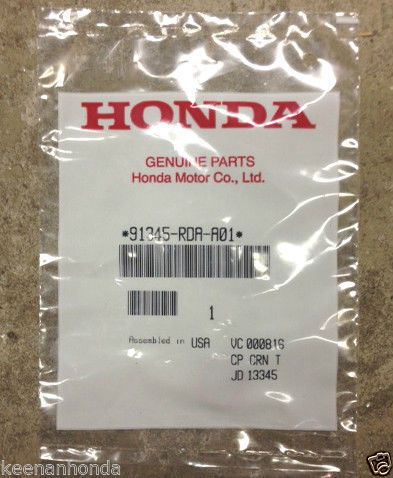 HONDA
GENUINE PARTS
Honda Motor Co., Ltd.
*91345-RDA-A01*
1
Assembled in USA VC 000816
CP CRN T
JD 13345
keenanhonda